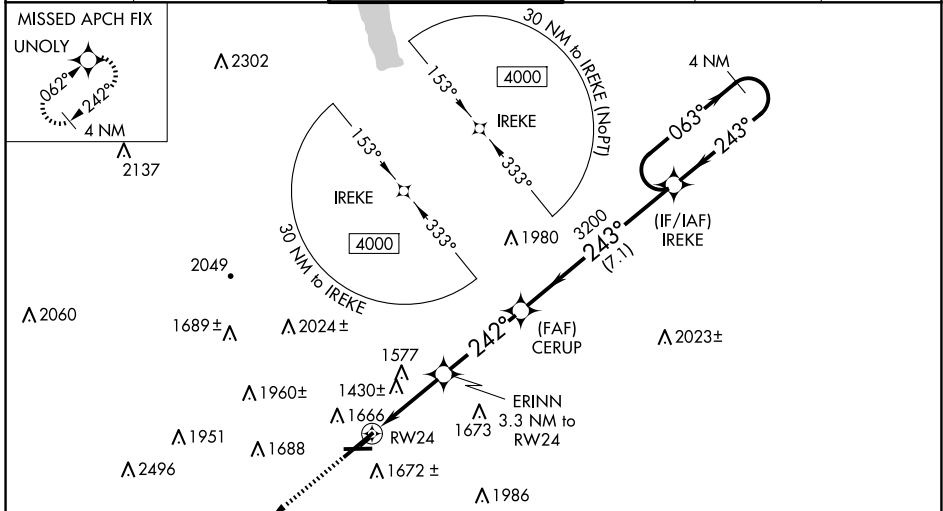 MISSED APCH FIX
UNOLY
062°
242°
4 NM
2302
2137
30 NM to IREKE (NoPT)
4000
153°
IREKE
333°
153°
IREKE
333°
4000
30 NM to IREKE
4 NM
063°
243°
(IF/IAF)
IREKE
3200
243°
(7.1)
1980
2049
2060
1689 ±
2024 ±
242°
(FAF)
CERUP
2023±
1577
1430±
1960±
ERINN
3.3 NM to
RW24
1666
1673
RW24
1951
1688
2496
1672 ±
1986